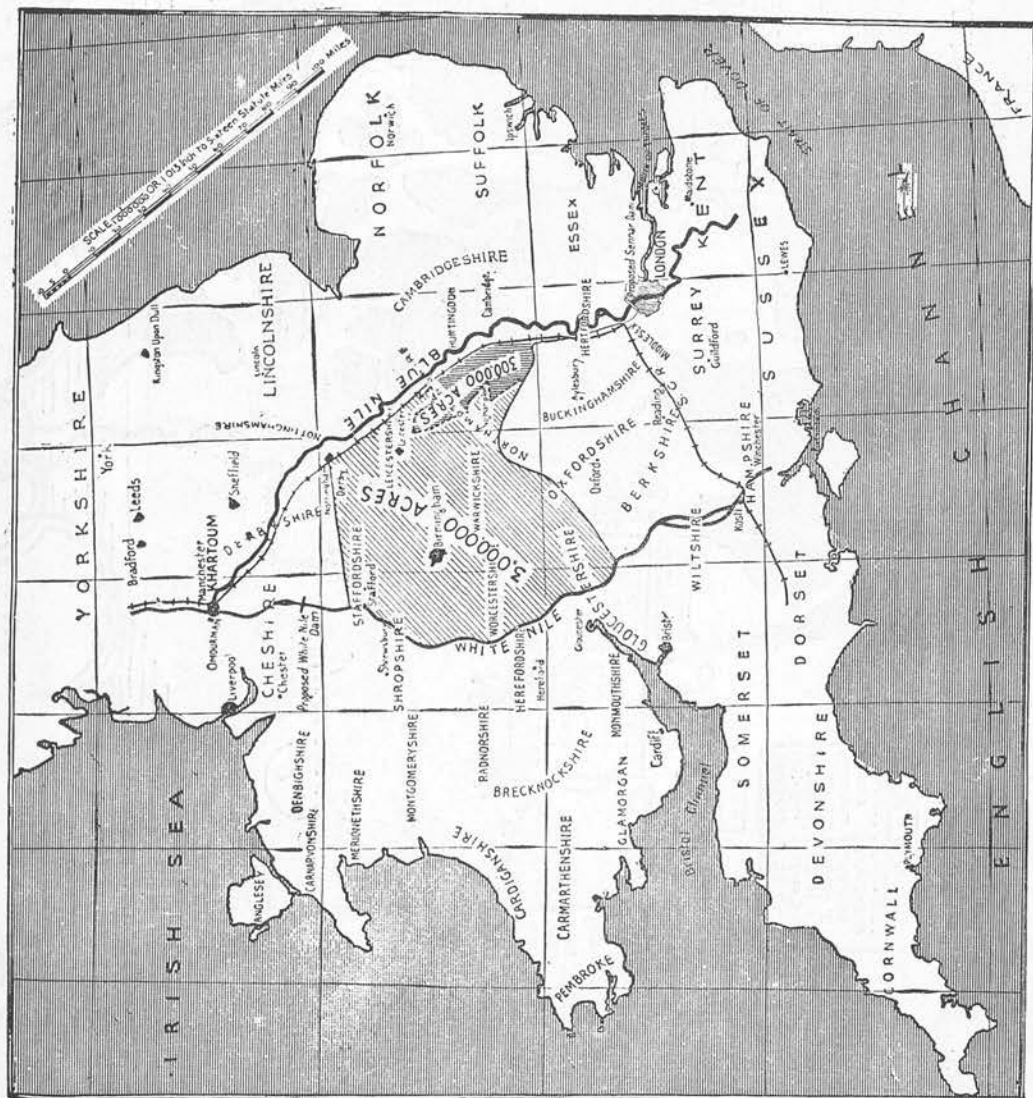 SCALE 1/1000000 OR 1.015 Inch to Sixteen Statute Miles
100 Miles
YORKSHIRE
York
Bradford
Leeds
Kingston Upon Hull
IRISH SEA
Manchester
KHARTOUM
OMDURMAN
Liverpool
Sheffield
Lincoln
LINCOLNSHIRE
NORFOLK
Norwich
ANGLESEY
CHESHIRE
Chester
DERBYSHIRE
NOTTINGHAMSHIRE
Proposed White Nile
Dam
DENBIGHSHIRE
CARNARVONSHIRE
MERIONETHSHIRE
Nottingham
Derby
BLUE NILE
STAFFORDSHIRE
Stafford
LEICESTERSHIRE
Leicester
CAMBRIDGESHIRE
Cambridge
HUNTINGDON
SUFFOLK
Ipswich
Shrewsbury
SHROPSHIRE
MONTGOMERYSHIRE
3,000,000 ACRES
300,000 ACRES
Birmingham
WARWICKSHIRE
WORCESTERSHIRE
RADNORSHIRE
CARDIGANSHIRE
WHITE NILE
HEREFORDSHIRE
Hereford
BRECKNOCKSHIRE
CARMARTHENSHIRE
PEMBROKE
Gloucester
GLOUCESTERSHIRE
MONMOUTHSHIRE
GLAMORGAN
Cardiff
OXFORDSHIRE
Oxford
BUCKINGHAMSHIRE
Aylesbury
HERTFORDSHIRE
ESSEX
MIDDLESEX
Proposed Sennar Dam
LONDON
Bristol
Bristol Channel
BERKSHIRE
Reading
WILTSHIRE
SURREY
Guildford
KENT
Maidstone
STRAIT OF DOVER
FRANCE
SOMERSET
Kosti
HAMPSHIRE
Winchester
SUSSEX
LEWES
DEVONSHIRE
DORSET
CORNWALL
PLYMOUTH
ENGLISH CHANNEL